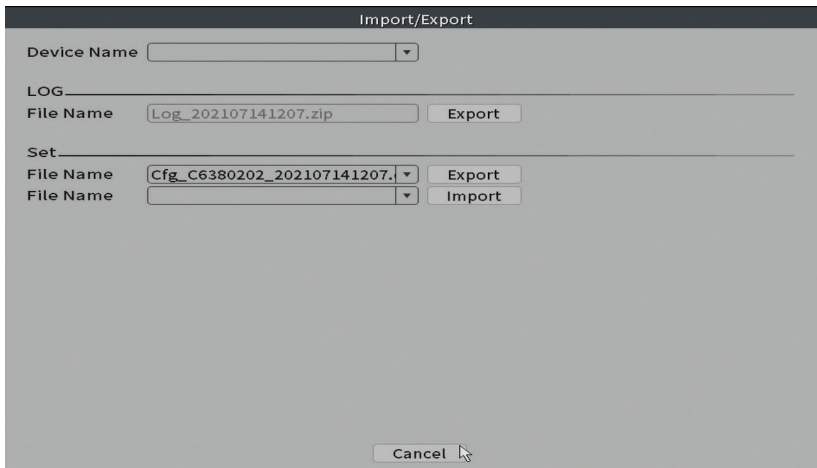 Import/Export
Device Name
LOG
File Name Log_202107141207.zip Export
Set
File Name Cfg_C6380202_202107141207. Export
File Name Import
Cancel